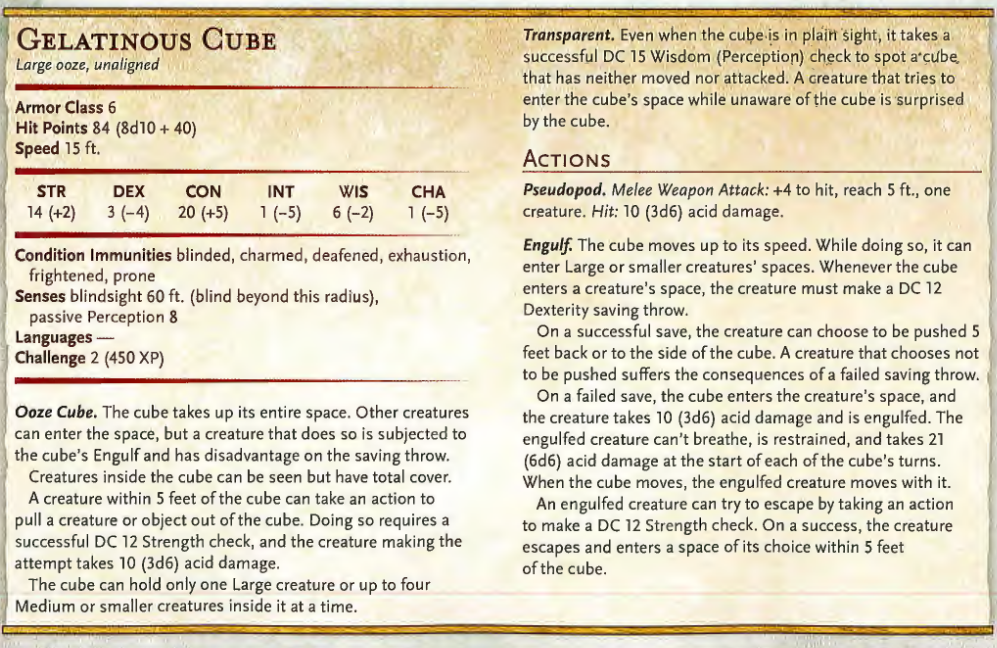 GELATINOUS CUBE
Large ooze, unaligned
Armor Class 6
Hit Points 84 (8d10 + 40)
Speed 15 ft.
STR DEX CON INT WIS CHA
14 (+2) 3 (–4) 20 (+5) 1 (–5) 6 (–2) 1 (–5)
Condition Immunities blinded, charmed, deafened, exhaustion,
frightened, prone
Senses blindsight 60 ft. (blind beyond this radius),
passive Perception 8
Languages —
Challenge 2 (450 XP)
Ooze Cube. The cube takes up its entire space. Other creatures
can enter the space, but a creature that does so is subjected to
the cube's Engulf and has disadvantage on the saving throw.
Creatures inside the cube can be seen but have total cover.
A creature within 5 feet of the cube can take an action to
pull a creature or object out of the cube. Doing so requires a
successful DC 12 Strength check, and the creature making the
attempt takes 10 (3d6) acid damage.
The cube can hold only one Large creature or up to four
Medium or smaller creatures inside it at a time.
Transparent. Even when the cube is in plain sight, it takes a
successful DC 15 Wisdom (Perception) check to spot a cube
that has neither moved nor attacked. A creature that tries to
enter the cube's space while unaware of the cube is surprised
by the cube.
ACTIONS
Pseudopod. Melee Weapon Attack: +4 to hit, reach 5 ft., one
creature. Hit: 10 (3d6) acid damage.
Engulf. The cube moves up to its speed. While doing so, it can
enter Large or smaller creatures' spaces. Whenever the cube
enters a creature's space, the creature must make a DC 12
Dexterity saving throw.
On a successful save, the creature can choose to be pushed 5
feet back or to the side of the cube. A creature that chooses not
to be pushed suffers the consequences of a failed saving throw.
On a failed save, the cube enters the creature's space, and
the creature takes 10 (3d6) acid damage and is engulfed. The
engulfed creature can't breathe, is restrained, and takes 21
(6d6) acid damage at the start of each of the cube's turns.
When the cube moves, the engulfed creature moves with it.
An engulfed creature can try to escape by taking an action
to make a DC 12 Strength check. On a success, the creature
escapes and enters a space of its choice within 5 feet
of the cube.